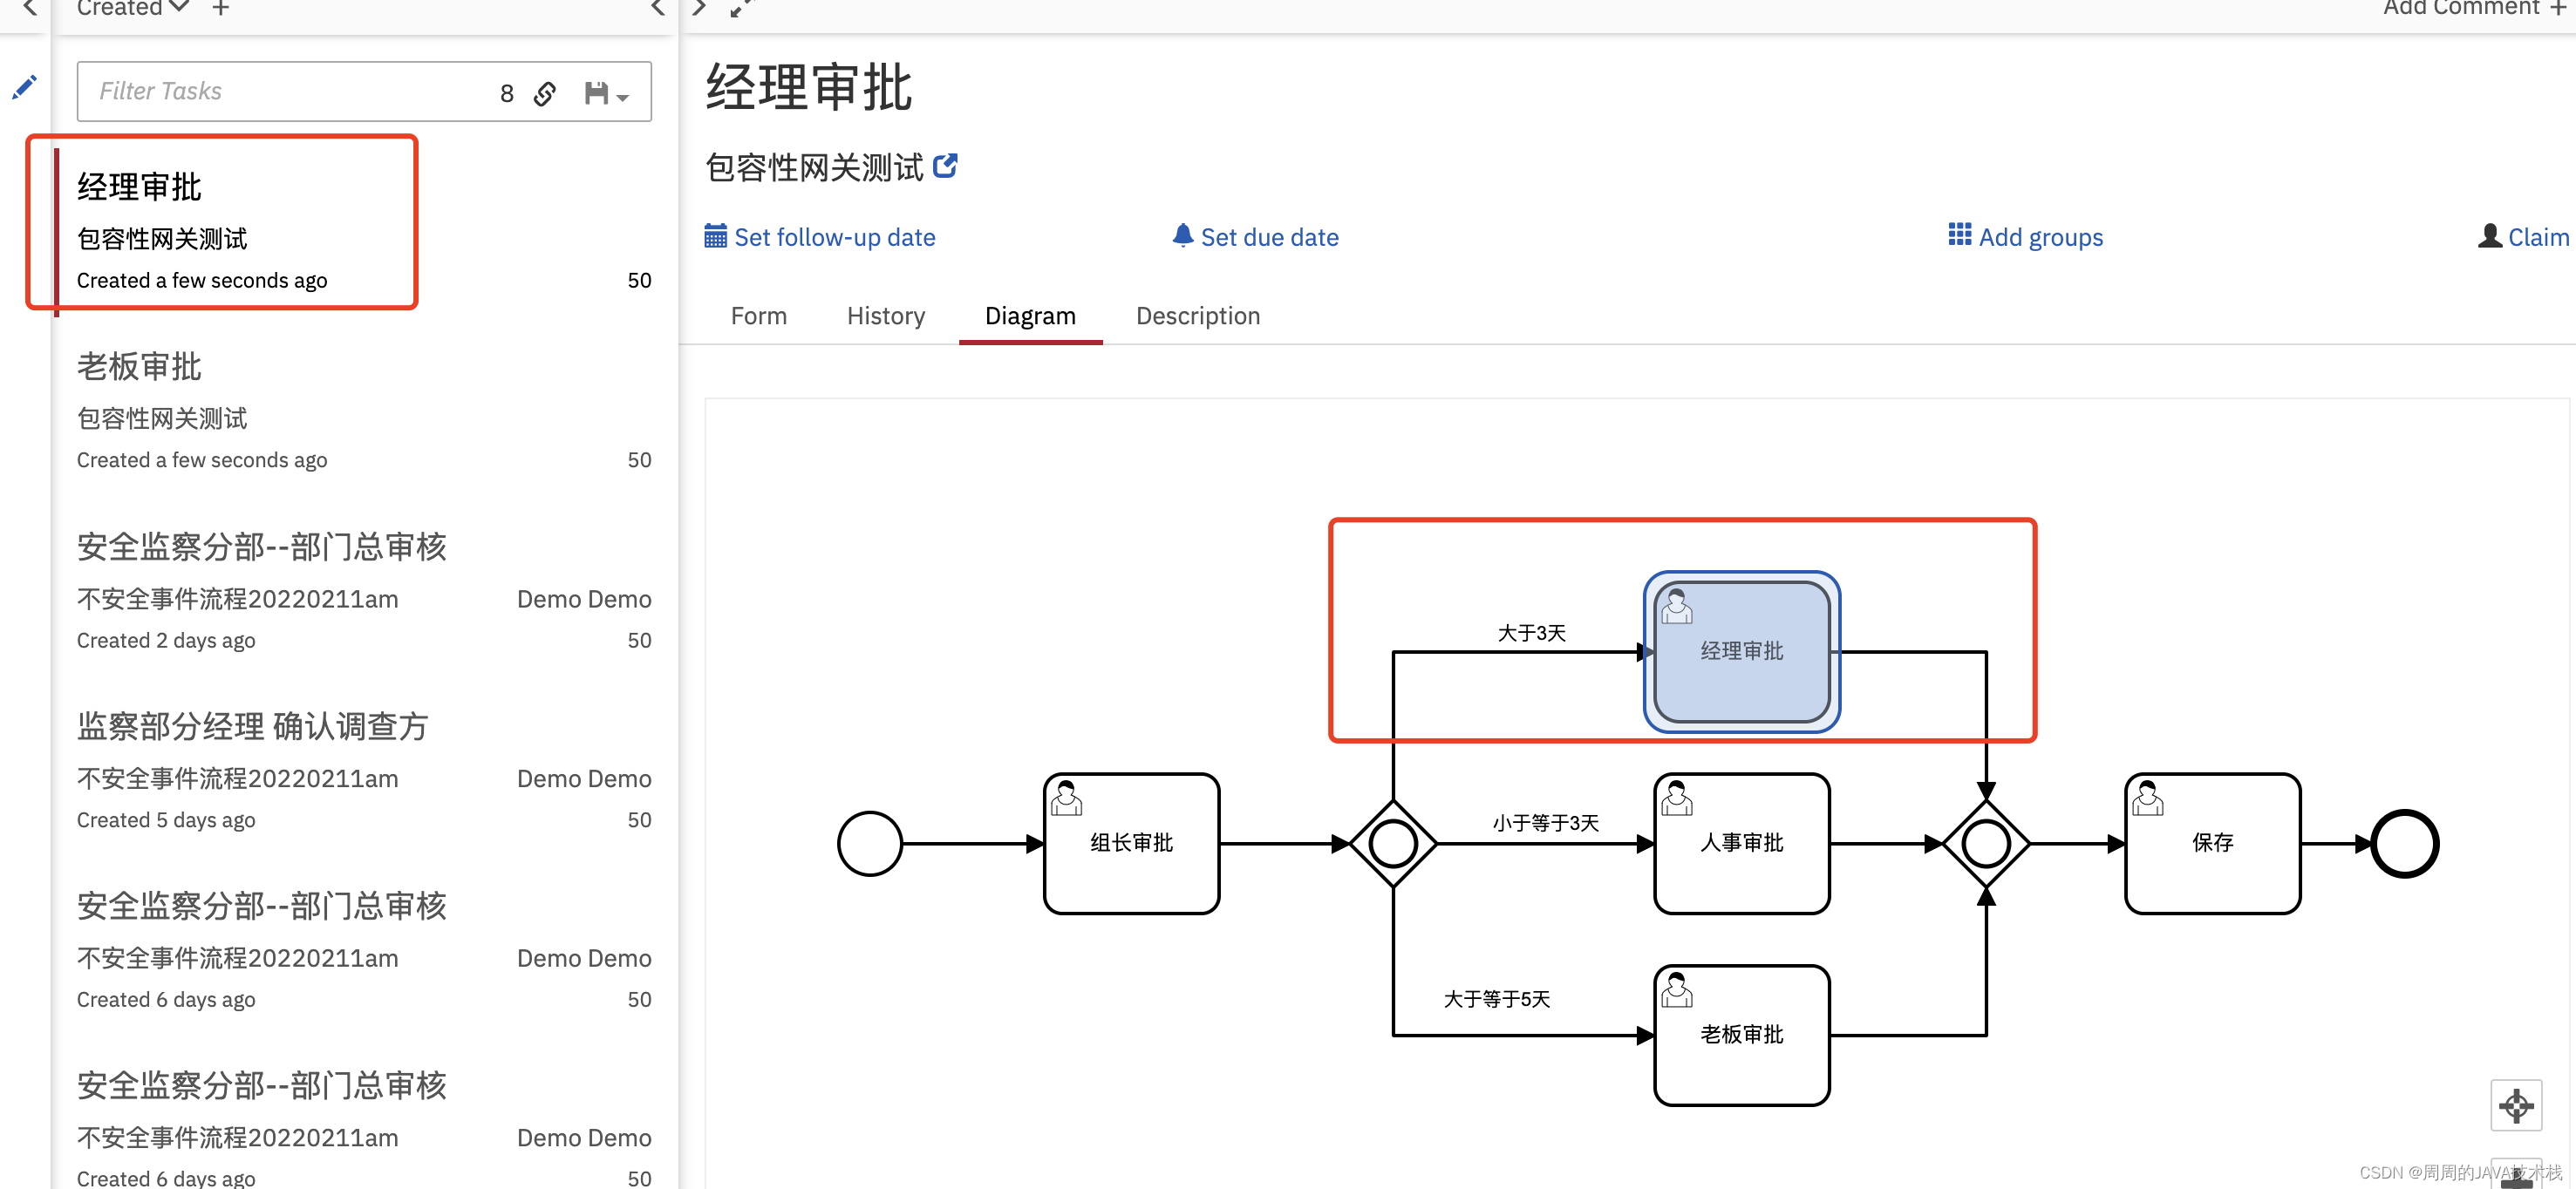 Created
Add Comment
Filter Tasks 8
经理审批
包容性网关测试
Created a few seconds ago 50
老板审批
包容性网关测试
Created a few seconds ago 50
安全监察分部--部门总审核
不安全事件流程20220211am Demo Demo
Created 2 days ago 50
监察部分经理 确认调查方
不安全事件流程20220211am Demo Demo
Created 5 days ago 50
安全监察分部--部门总审核
不安全事件流程20220211am Demo Demo
Created 6 days ago 50
安全监察分部--部门总审核
不安全事件流程20220211am Demo Demo
Created 6 days ago 50
经理审批
包容性网关测试
Set follow-up date Set due date Add groups Claim
Form History Diagram Description
大于3天
经理审批
组长审批
小于等于3天
人事审批
保存
大于等于5天
老板审批
CSDN @周周的JAVA技术栈